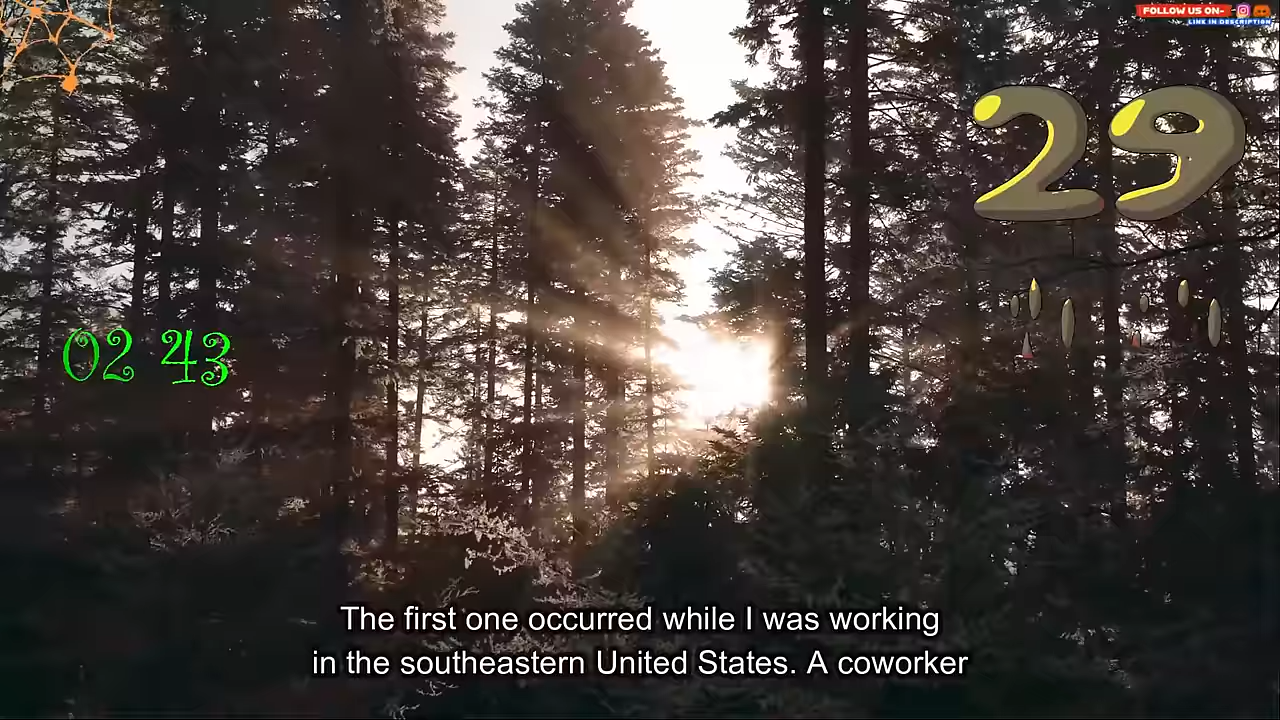 FOLLOW US ON-
LINK IN DESCRIPTION
29
02 43
The first one occurred while I was working
in the southeastern United States. A coworker